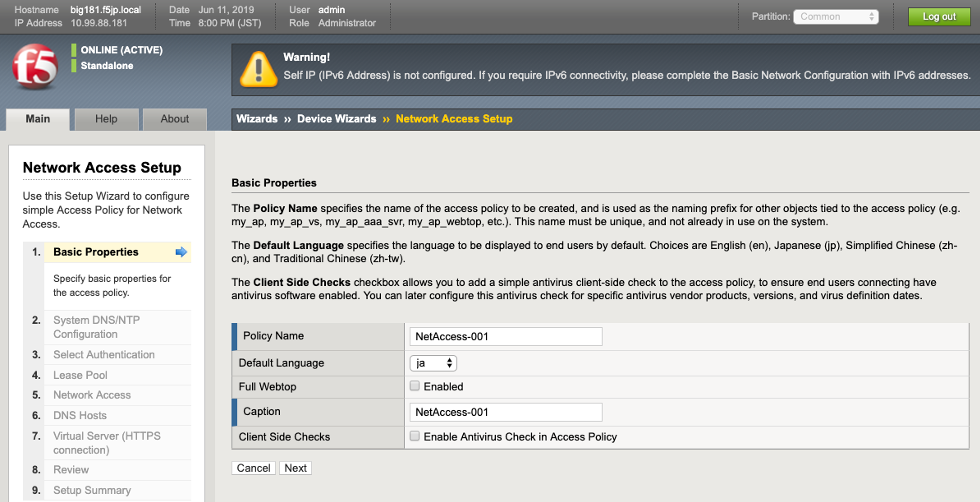 Hostname big181.f5jp.local Date Jun 11, 2019 User admin
IP Address 10.99.88.181 Time 8:00 PM (JST) Role Administrator
Partition: Common Log out
f5
ONLINE (ACTIVE)
Standalone
Warning!
Self IP (IPv6 Address) is not configured. If you require IPv6 connectivity, please complete the Basic Network Configuration with IPv6 addresses.
Main Help About
Wizards ›› Device Wizards ›› Network Access Setup
Network Access Setup
Use this Setup Wizard to configure
simple Access Policy for Network
Access.
1. Basic Properties
Specify basic properties for
the access policy.
2. System DNS/NTP
Configuration
3. Select Authentication
4. Lease Pool
5. Network Access
6. DNS Hosts
7. Virtual Server (HTTPS
connection)
8. Review
9. Setup Summary
Basic Properties
The Policy Name specifies the name of the access policy to be created, and is used as the naming prefix for other objects tied to the access policy (e.g.
my_ap, my_ap_vs, my_ap_aaa_svr, my_ap_webtop, etc.). This name must be unique, and not already in use on the system.
The Default Language specifies the language to be displayed to end users by default. Choices are English (en), Japanese (jp), Simplified Chinese (zh-
cn), and Traditional Chinese (zh-tw).
The Client Side Checks checkbox allows you to add a simple antivirus client-side check to the access policy, to ensure end users connecting have
antivirus software enabled. You can later configure this antivirus check for specific antivirus vendor products, versions, and virus definition dates.
Policy Name NetAccess-001
Default Language ja
Full Webtop Enabled
Caption NetAccess-001
Client Side Checks Enable Antivirus Check in Access Policy
Cancel Next